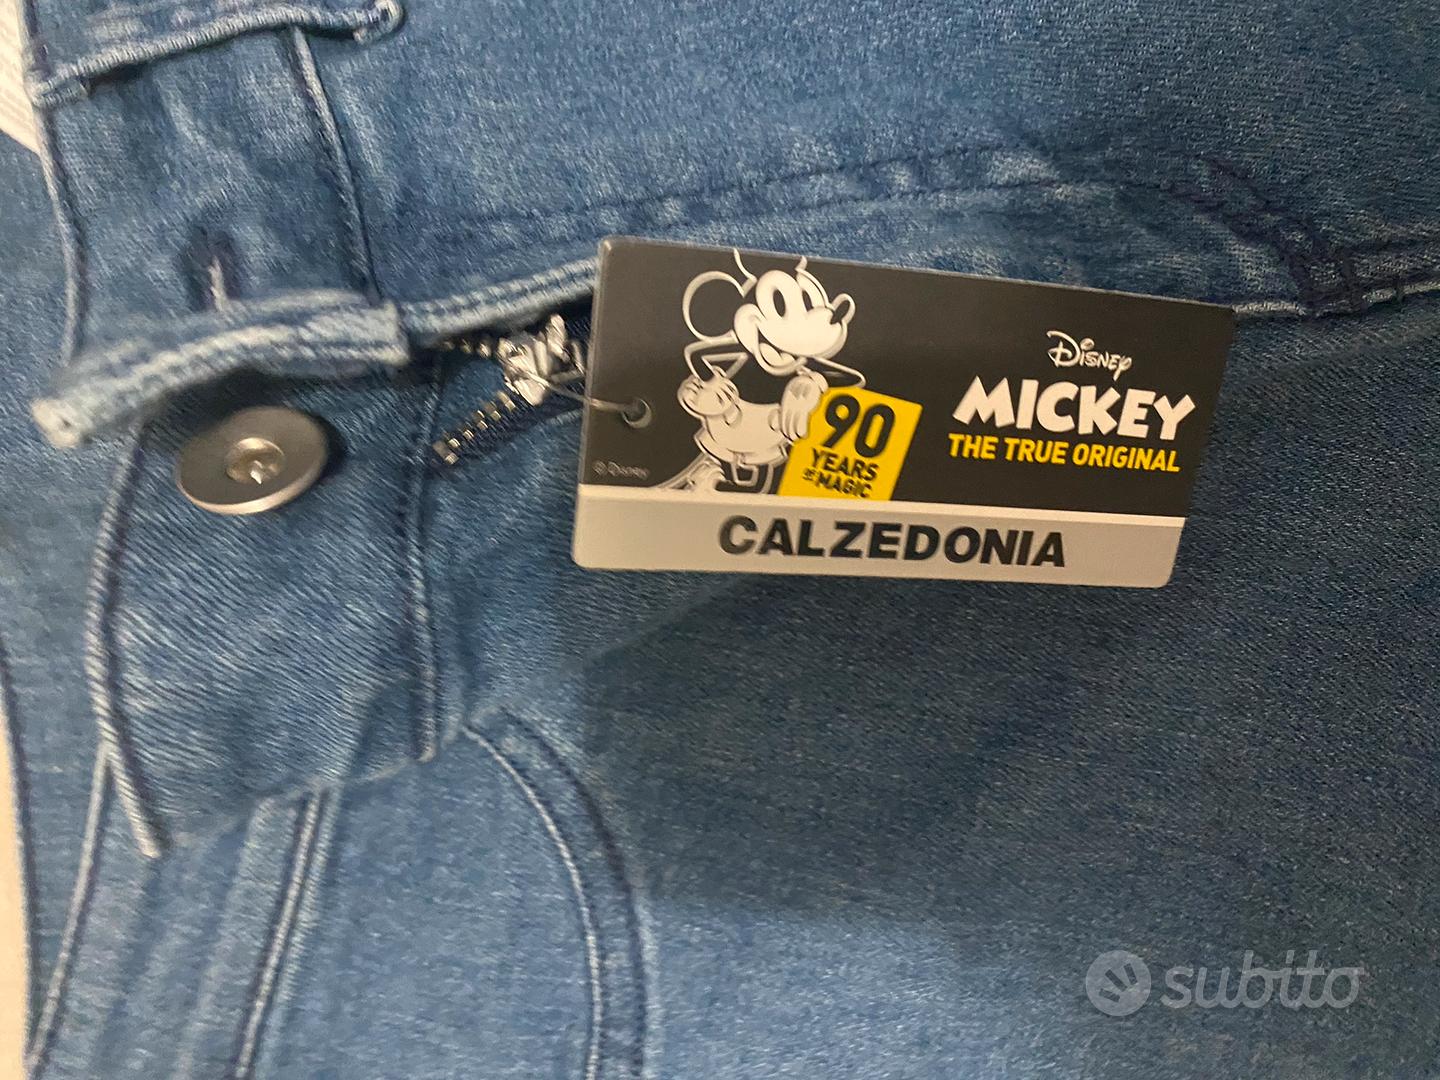 Disney
MICKEY
THE TRUE ORIGINAL
90
YEARS
OF MAGIC
© Disney
CALZEDONIA
subito